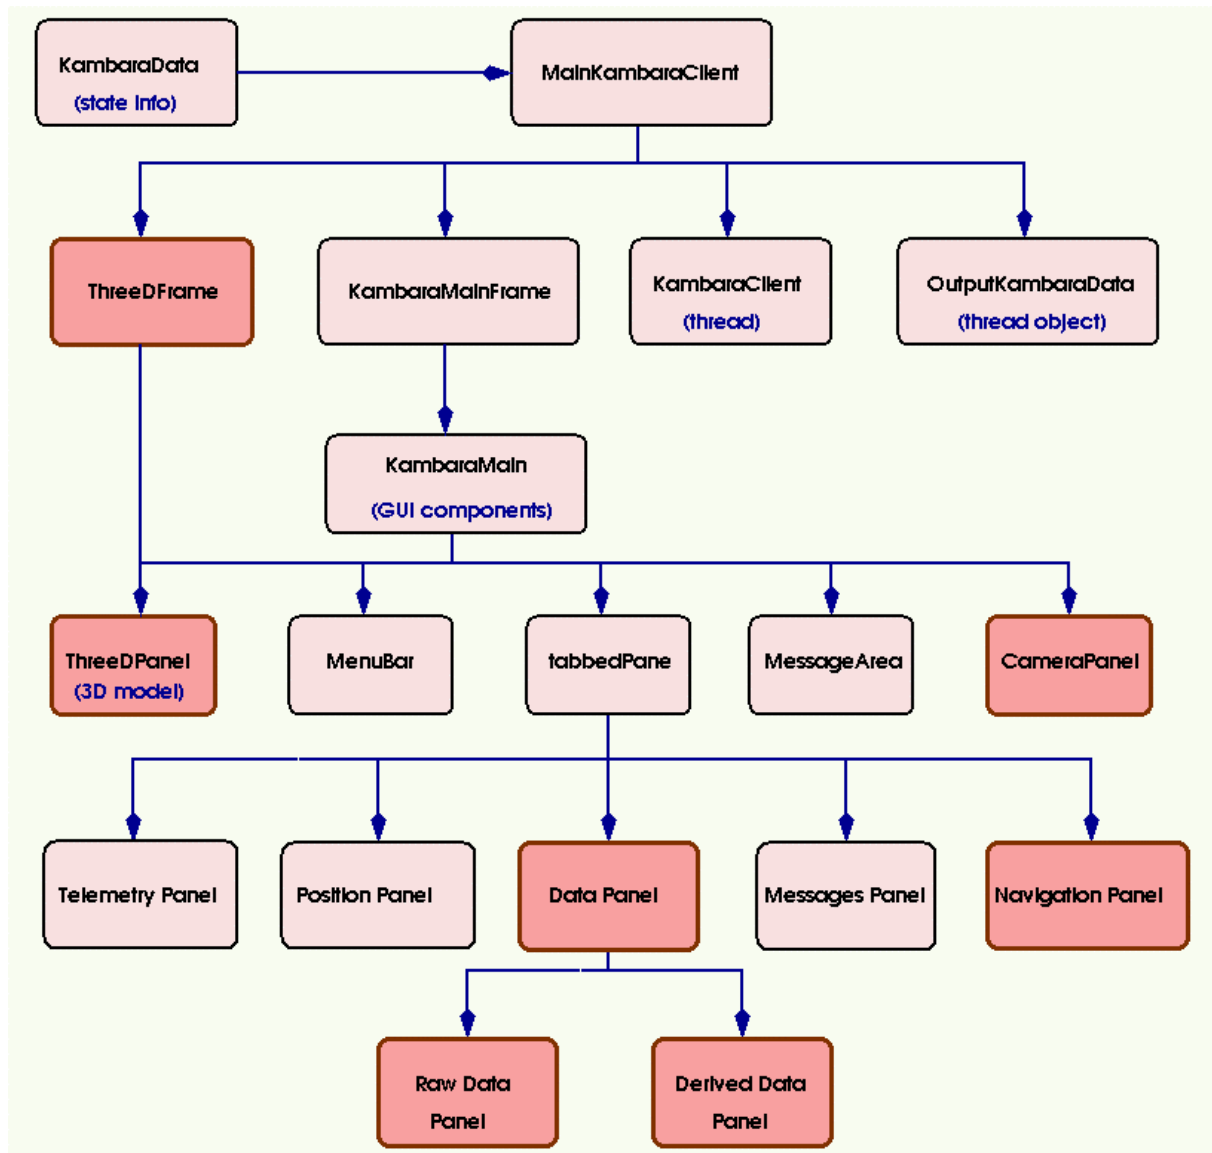 KambaraData
(state info)
MainKambaraClient
ThreeDFrame
KambaraMainFrame
KambaraClient
(thread)
OutputKambaraData
(thread object)
KambaraMain
(GUI components)
ThreeDPanel
(3D model)
MenuBar
tabbedPane
MessageArea
CameraPanel
Telemetry Panel
Position Panel
Data Panel
Messages Panel
Navigation Panel
Raw Data
Panel
Derived Data
Panel